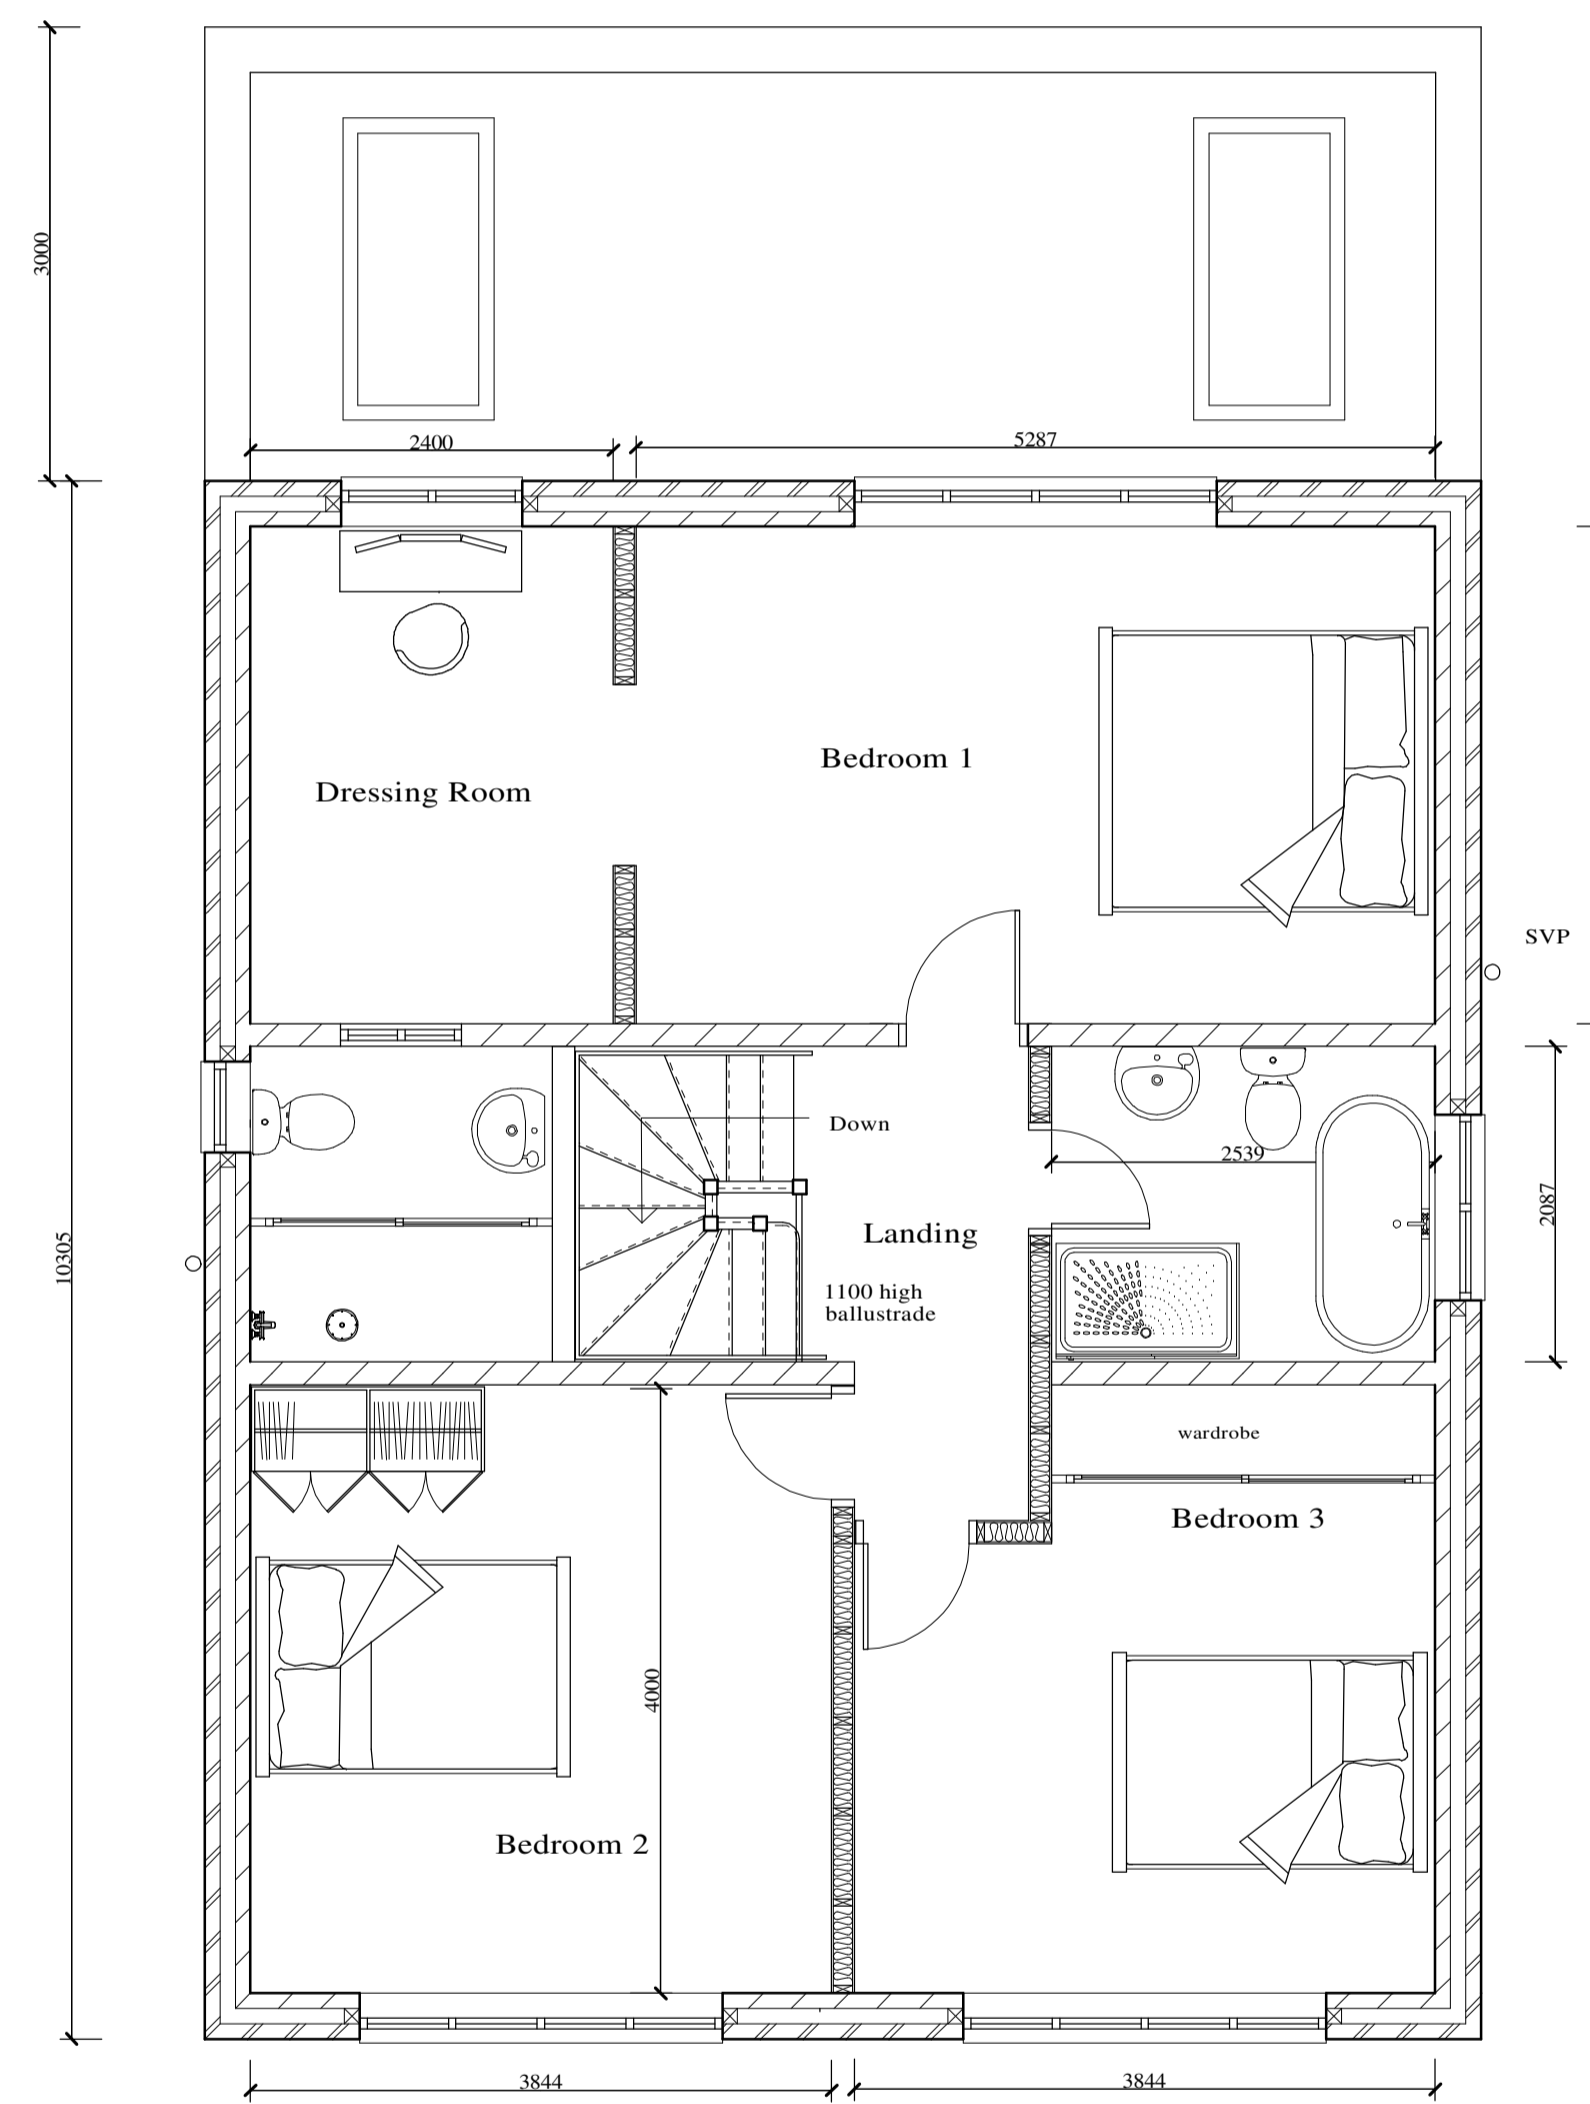 3000
2400
5287
Bedroom 1
Dressing Room
SVP
Down
2539
2087
Landing
10305
1100 high
ballustrade
wardrobe
Bedroom 3
4000
Bedroom 2
3844
3844